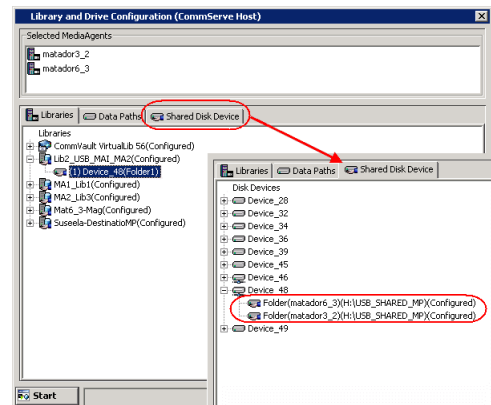 Library and Drive Configuration (CommServe Host)
Selected MediaAgents
matador3_2
matador6_3
Libraries
Data Paths
Shared Disk Device
Libraries
CommVault VirtualLib 56(Configured)
Lib2_USB_MAI_MA2(Configured)
(1) Device_48(Folder1)
MA1_Lib1(Configured)
MA2_Lib3(Configured)
Mat6_3-Mag(Configured)
Suseela-DestinatioMP(Configured)
Libraries
Data Paths
Shared Disk Device
Disk Devices
Device_28
Device_32
Device_34
Device_36
Device_39
Device_45
Device_46
Device_48
Folder(matador6_3)(H:\USB_SHARED_MP)(Configured)
Folder(matador3_2)(H:\USB_SHARED_MP)(Configured)
Device_49
Start